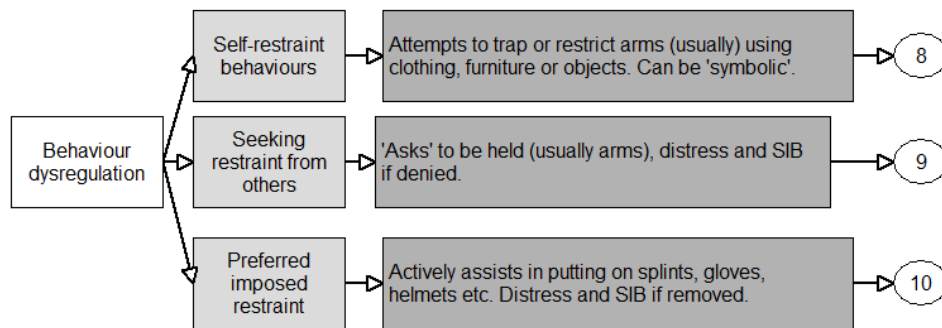 Self-restraint
behaviours
Attempts to trap or restrict arms (usually) using
clothing, furniture or objects. Can be 'symbolic'.
8
Behaviour
dysregulation
Seeking
restraint from
others
'Asks' to be held (usually arms), distress and SIB
if denied.
9
Preferred
imposed
restraint
Actively assists in putting on splints, gloves,
helmets etc. Distress and SIB if removed.
10